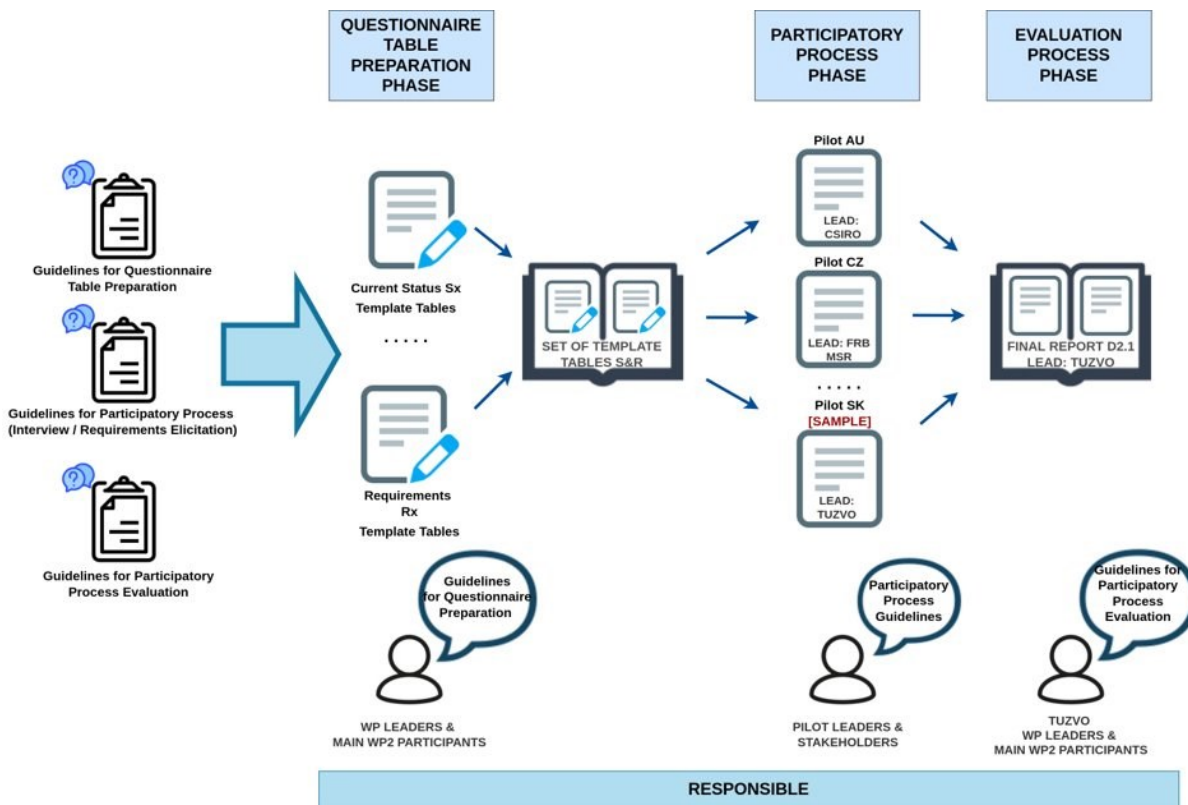 QUESTIONNAIRE
TABLE
PREPARATION
PHASE
PARTICIPATORY
PROCESS
PHASE
EVALUATION
PROCESS
PHASE
?
Guidelines for Questionnaire
Table Preparation
?
Guidelines for Participatory Process
(Interview / Requirements Elicitation)
?
Guidelines for Participatory
Process Evaluation
Current Status Sx
Template Tables
.....
Requirements
Rx
Template Tables
SET OF TEMPLATE
TABLES S&R
Pilot AU
LEAD:
CSIRO
Pilot CZ
LEAD: FRB
MSR
.....
Pilot SK
[SAMPLE]
LEAD:
TUZVO
FINAL REPORT D2.1
LEAD: TUZVO
Guidelines
for Questionnaire
Preparation
WP LEADERS &
MAIN WP2 PARTICIPANTS
Participatory
Process
Guidelines
PILOT LEADERS &
STAKEHOLDERS
Guidelines for
Participatory
Process
Evaluation
TUZVO
WP LEADERS &
MAIN WP2 PARTICIPANTS
RESPONSIBLE